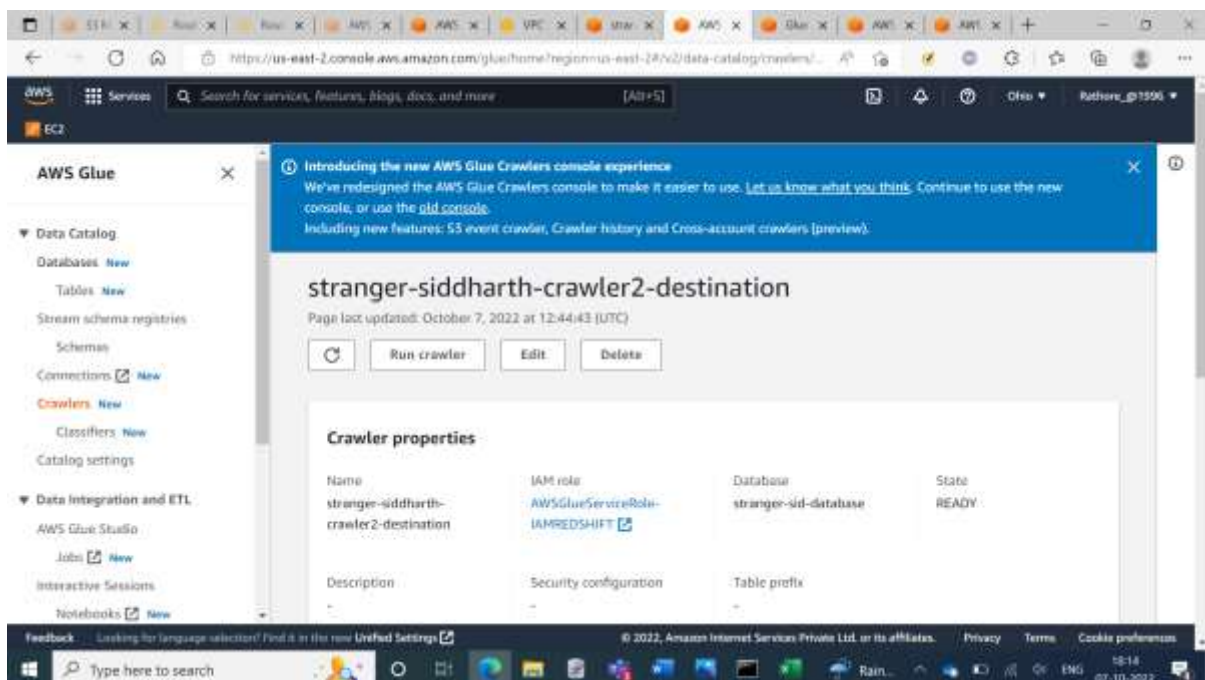 AWS
VPC
AWS
AWS
AWS
https://us-east-2.console.aws.amazon.com/glue/home?region=us-east-2#/v2/data-catalog/crawlers/...
aws
Services
Search for services, features, blogs, docs, and more
[Alt+S]
Ohio
Rathore_@1996
EC2
AWS Glue
Data Catalog
Databases New
Tables New
Stream schema registries
Schemas
Connections New
Crawlers New
Classifiers New
Catalog settings
Data Integration and ETL
AWS Glue Studio
Jobs New
Interactive Sessions
Notebooks New
Introducing the new AWS Glue Crawlers console experience
We've redesigned the AWS Glue Crawlers console to make it easier to use. Let us know what you think. Continue to use the new
console, or use the old console.
Including new features: S3 event crawler, Crawler history and Cross-account crawlers (preview).
stranger-siddharth-crawler2-destination
Page last updated: October 7, 2022 at 12:44:43 (UTC)
Run crawler
Edit
Delete
Crawler properties
Name
stranger-siddharth-
crawler2-destination
IAM role
AWSGlueServiceRole-
IAMREDSHIFT
Database
stranger-sid-database
State
READY
Description
-
Security configuration
-
Table prefix
-
Feedback
Looking for language selection? Find it in the new Unified Settings
© 2022, Amazon Internet Services Private Ltd. or its affiliates.
Privacy
Terms
Cookie preferences
Type here to search
Rain...
ENG
18:14
07-10-2022